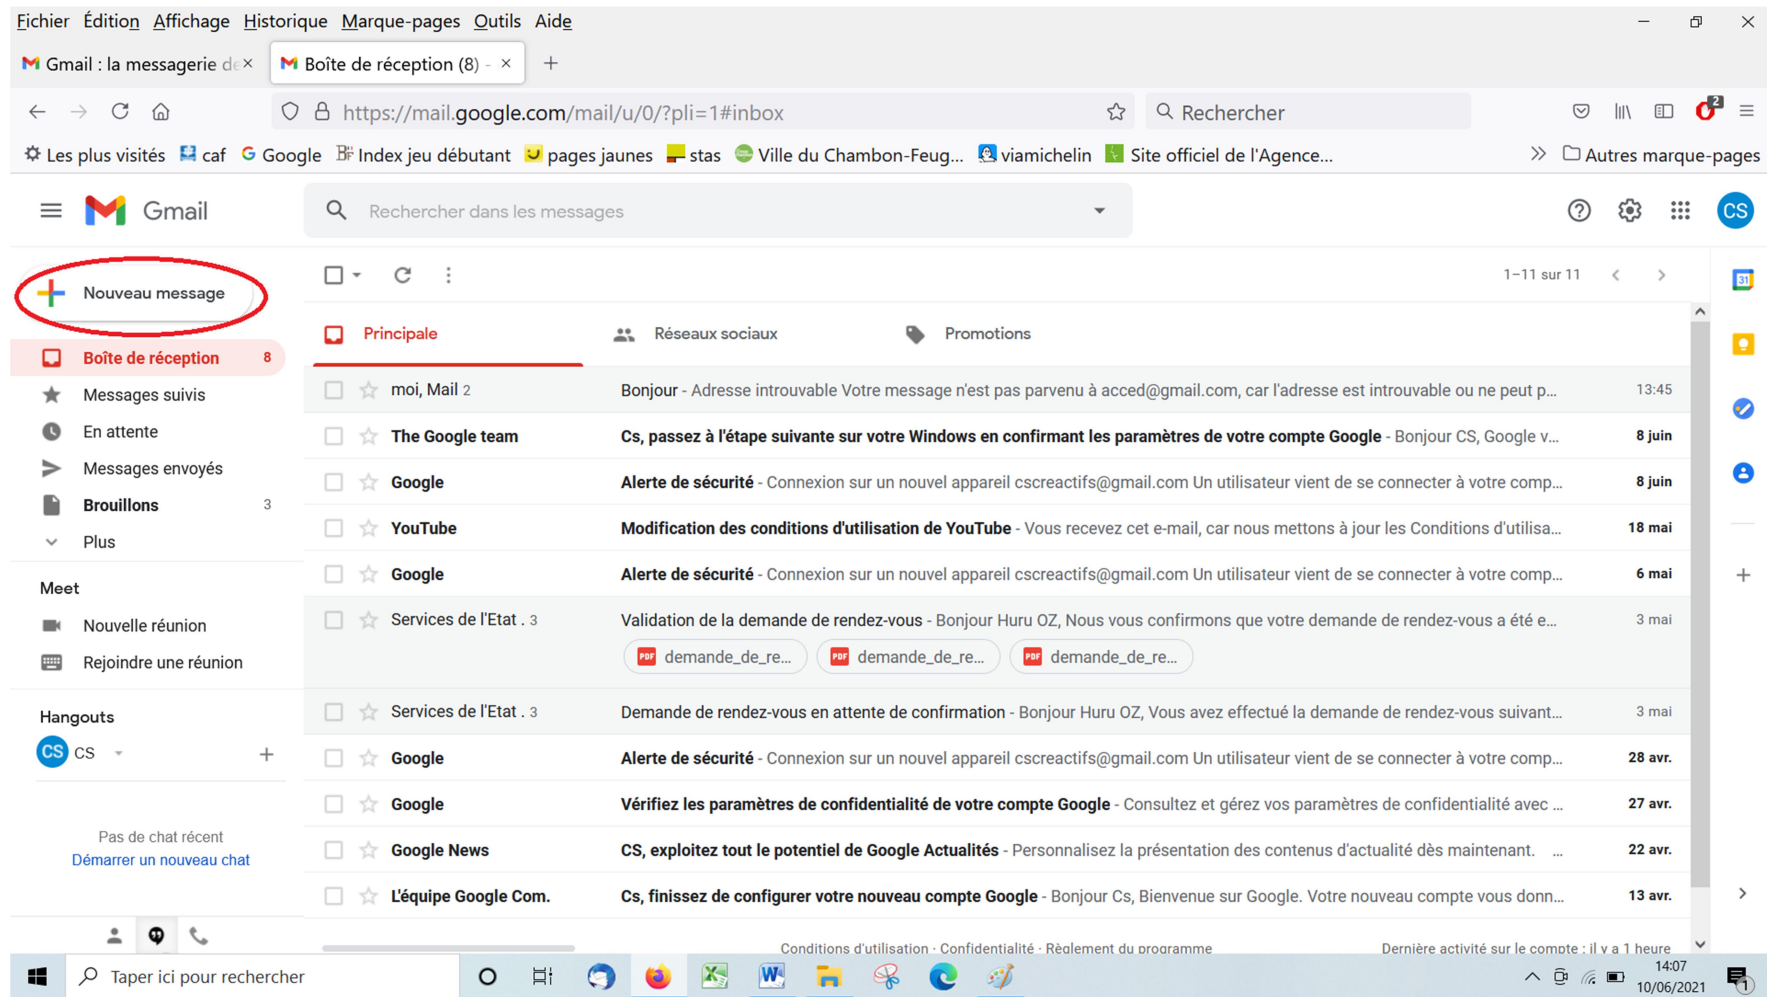 Fichier Édition Affichage Historique Marque-pages Outils Aide
Gmail : la messagerie de
Boîte de réception (8) -
https://mail.google.com/mail/u/0/?pli=1#inbox
Rechercher
2
Les plus visités caf Google Index jeu débutant pages jaunes stas Ville du Chambon-Feug... viamichelin Site officiel de l'Agence... Autres marque-pages
Gmail
Rechercher dans les messages
CS
Nouveau message
1–11 sur 11
31
Principale
Réseaux sociaux
Promotions
Boîte de réception 8
Messages suivis
En attente
Messages envoyés
Brouillons 3
Plus
Meet
Nouvelle réunion
Rejoindre une réunion
Hangouts
CS CS
Pas de chat récent
Démarrer un nouveau chat
moi, Mail 2 Bonjour - Adresse introuvable Votre message n'est pas parvenu à acced@gmail.com, car l'adresse est introuvable ou ne peut p... 13:45
The Google team Cs, passez à l'étape suivante sur votre Windows en confirmant les paramètres de votre compte Google - Bonjour CS, Google v... 8 juin
Google Alerte de sécurité - Connexion sur un nouvel appareil cscreactifs@gmail.com Un utilisateur vient de se connecter à votre comp... 8 juin
YouTube Modification des conditions d'utilisation de YouTube - Vous recevez cet e-mail, car nous mettons à jour les Conditions d'utilisa... 18 mai
Google Alerte de sécurité - Connexion sur un nouvel appareil cscreactifs@gmail.com Un utilisateur vient de se connecter à votre comp... 6 mai
Services de l'Etat . 3 Validation de la demande de rendez-vous - Bonjour Huru OZ, Nous vous confirmons que votre demande de rendez-vous a été e... 3 mai
PDF demande_de_re... PDF demande_de_re... PDF demande_de_re...
Services de l'Etat . 3 Demande de rendez-vous en attente de confirmation - Bonjour Huru OZ, Vous avez effectué la demande de rendez-vous suivant... 3 mai
Google Alerte de sécurité - Connexion sur un nouvel appareil cscreactifs@gmail.com Un utilisateur vient de se connecter à votre comp... 28 avr.
Google Vérifiez les paramètres de confidentialité de votre compte Google - Consultez et gérez vos paramètres de confidentialité avec ... 27 avr.
Google News CS, exploitez tout le potentiel de Google Actualités - Personnalisez la présentation des contenus d'actualité dès maintenant. ... 22 avr.
L'équipe Google Com. Cs, finissez de configurer votre nouveau compte Google - Bonjour Cs, Bienvenue sur Google. Votre nouveau compte vous donn... 13 avr.
Conditions d'utilisation · Confidentialité · Règlement du programme
Dernière activité sur le compte : il y a 1 heure
Taper ici pour rechercher
14:07
10/06/2021
1